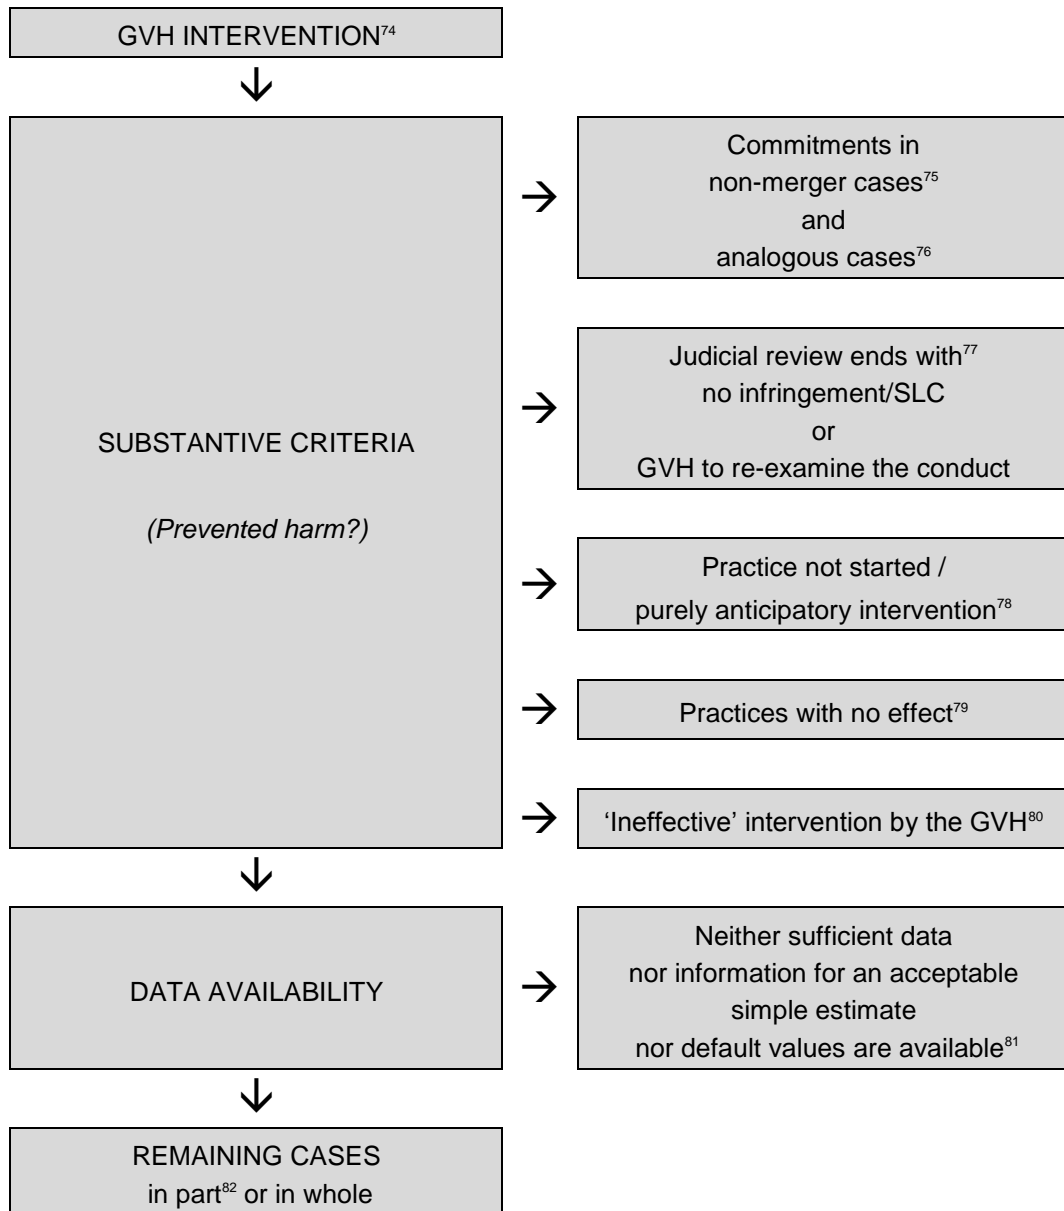 GVH INTERVENTION⁷⁴
Commitments in
non-merger cases⁷⁵
and
analogous cases⁷⁶
Judicial review ends with⁷⁷
no infringement/SLC
or
GVH to re-examine the conduct
SUBSTANTIVE CRITERIA
(Prevented harm?)
Practice not started /
purely anticipatory intervention⁷⁸
Practices with no effect⁷⁹
‘Ineffective’ intervention by the GVH⁸⁰
DATA AVAILABILITY
Neither sufficient data
nor information for an acceptable
simple estimate
nor default values are available⁸¹
REMAINING CASES
in part⁸² or in whole